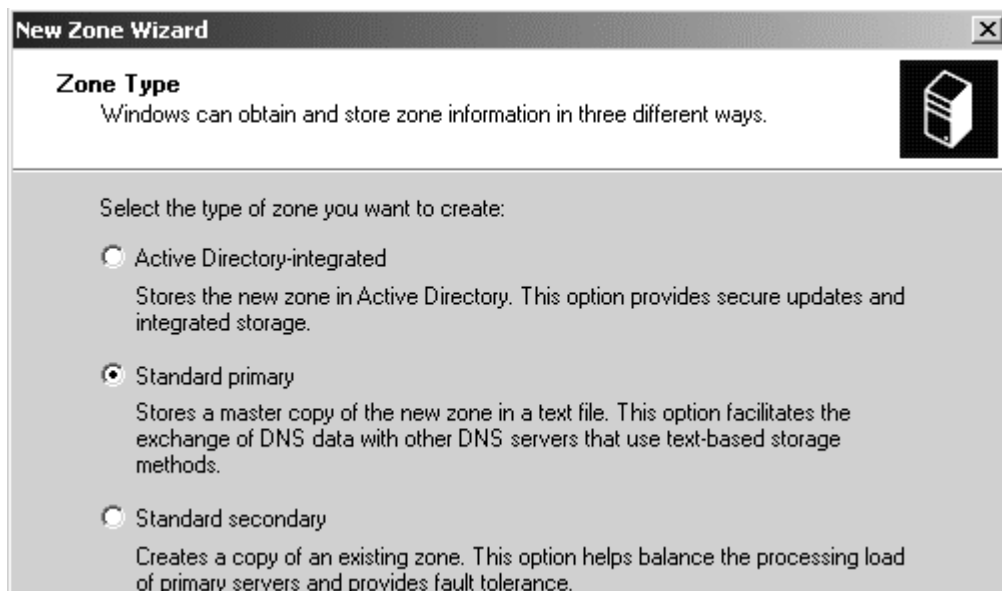 New Zone Wizard
Zone Type
Windows can obtain and store zone information in three different ways.
Select the type of zone you want to create:
Active Directory-integrated
Stores the new zone in Active Directory. This option provides secure updates and
integrated storage.
Standard primary
Stores a master copy of the new zone in a text file. This option facilitates the
exchange of DNS data with other DNS servers that use text-based storage
methods.
Standard secondary
Creates a copy of an existing zone. This option helps balance the processing load
of primary servers and provides fault tolerance.